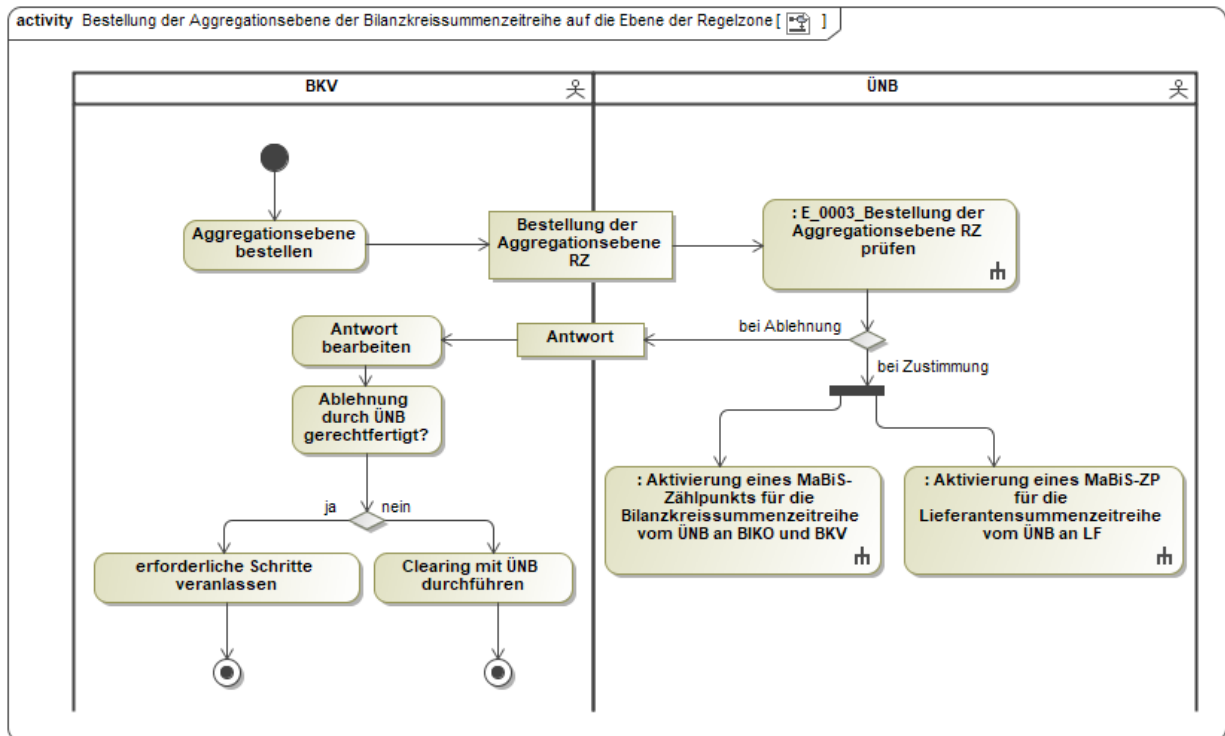 activity Bestellung der Aggregationsebene der Bilanzkreissummenzeitreihe auf die Ebene der Regelzone [ ]
BKV
ÜNB
Aggregationsebene
bestellen
Bestellung der
Aggregationsebene
RZ
: E_0003_Bestellung der
Aggregationsebene RZ
prüfen
bei Ablehnung
Antwort
Antwort
bearbeiten
bei Zustimmung
Ablehnung
durch ÜNB
gerechtfertigt?
ja
nein
erforderliche Schritte
veranlassen
Clearing mit ÜNB
durchführen
: Aktivierung eines MaBiS-
Zählpunkts für die
Bilanzkreissummenzeitreihe
vom ÜNB an BIKO und BKV
: Aktivierung eines MaBiS-ZP
für die
Lieferantensummenzeitreihe
vom ÜNB an LF